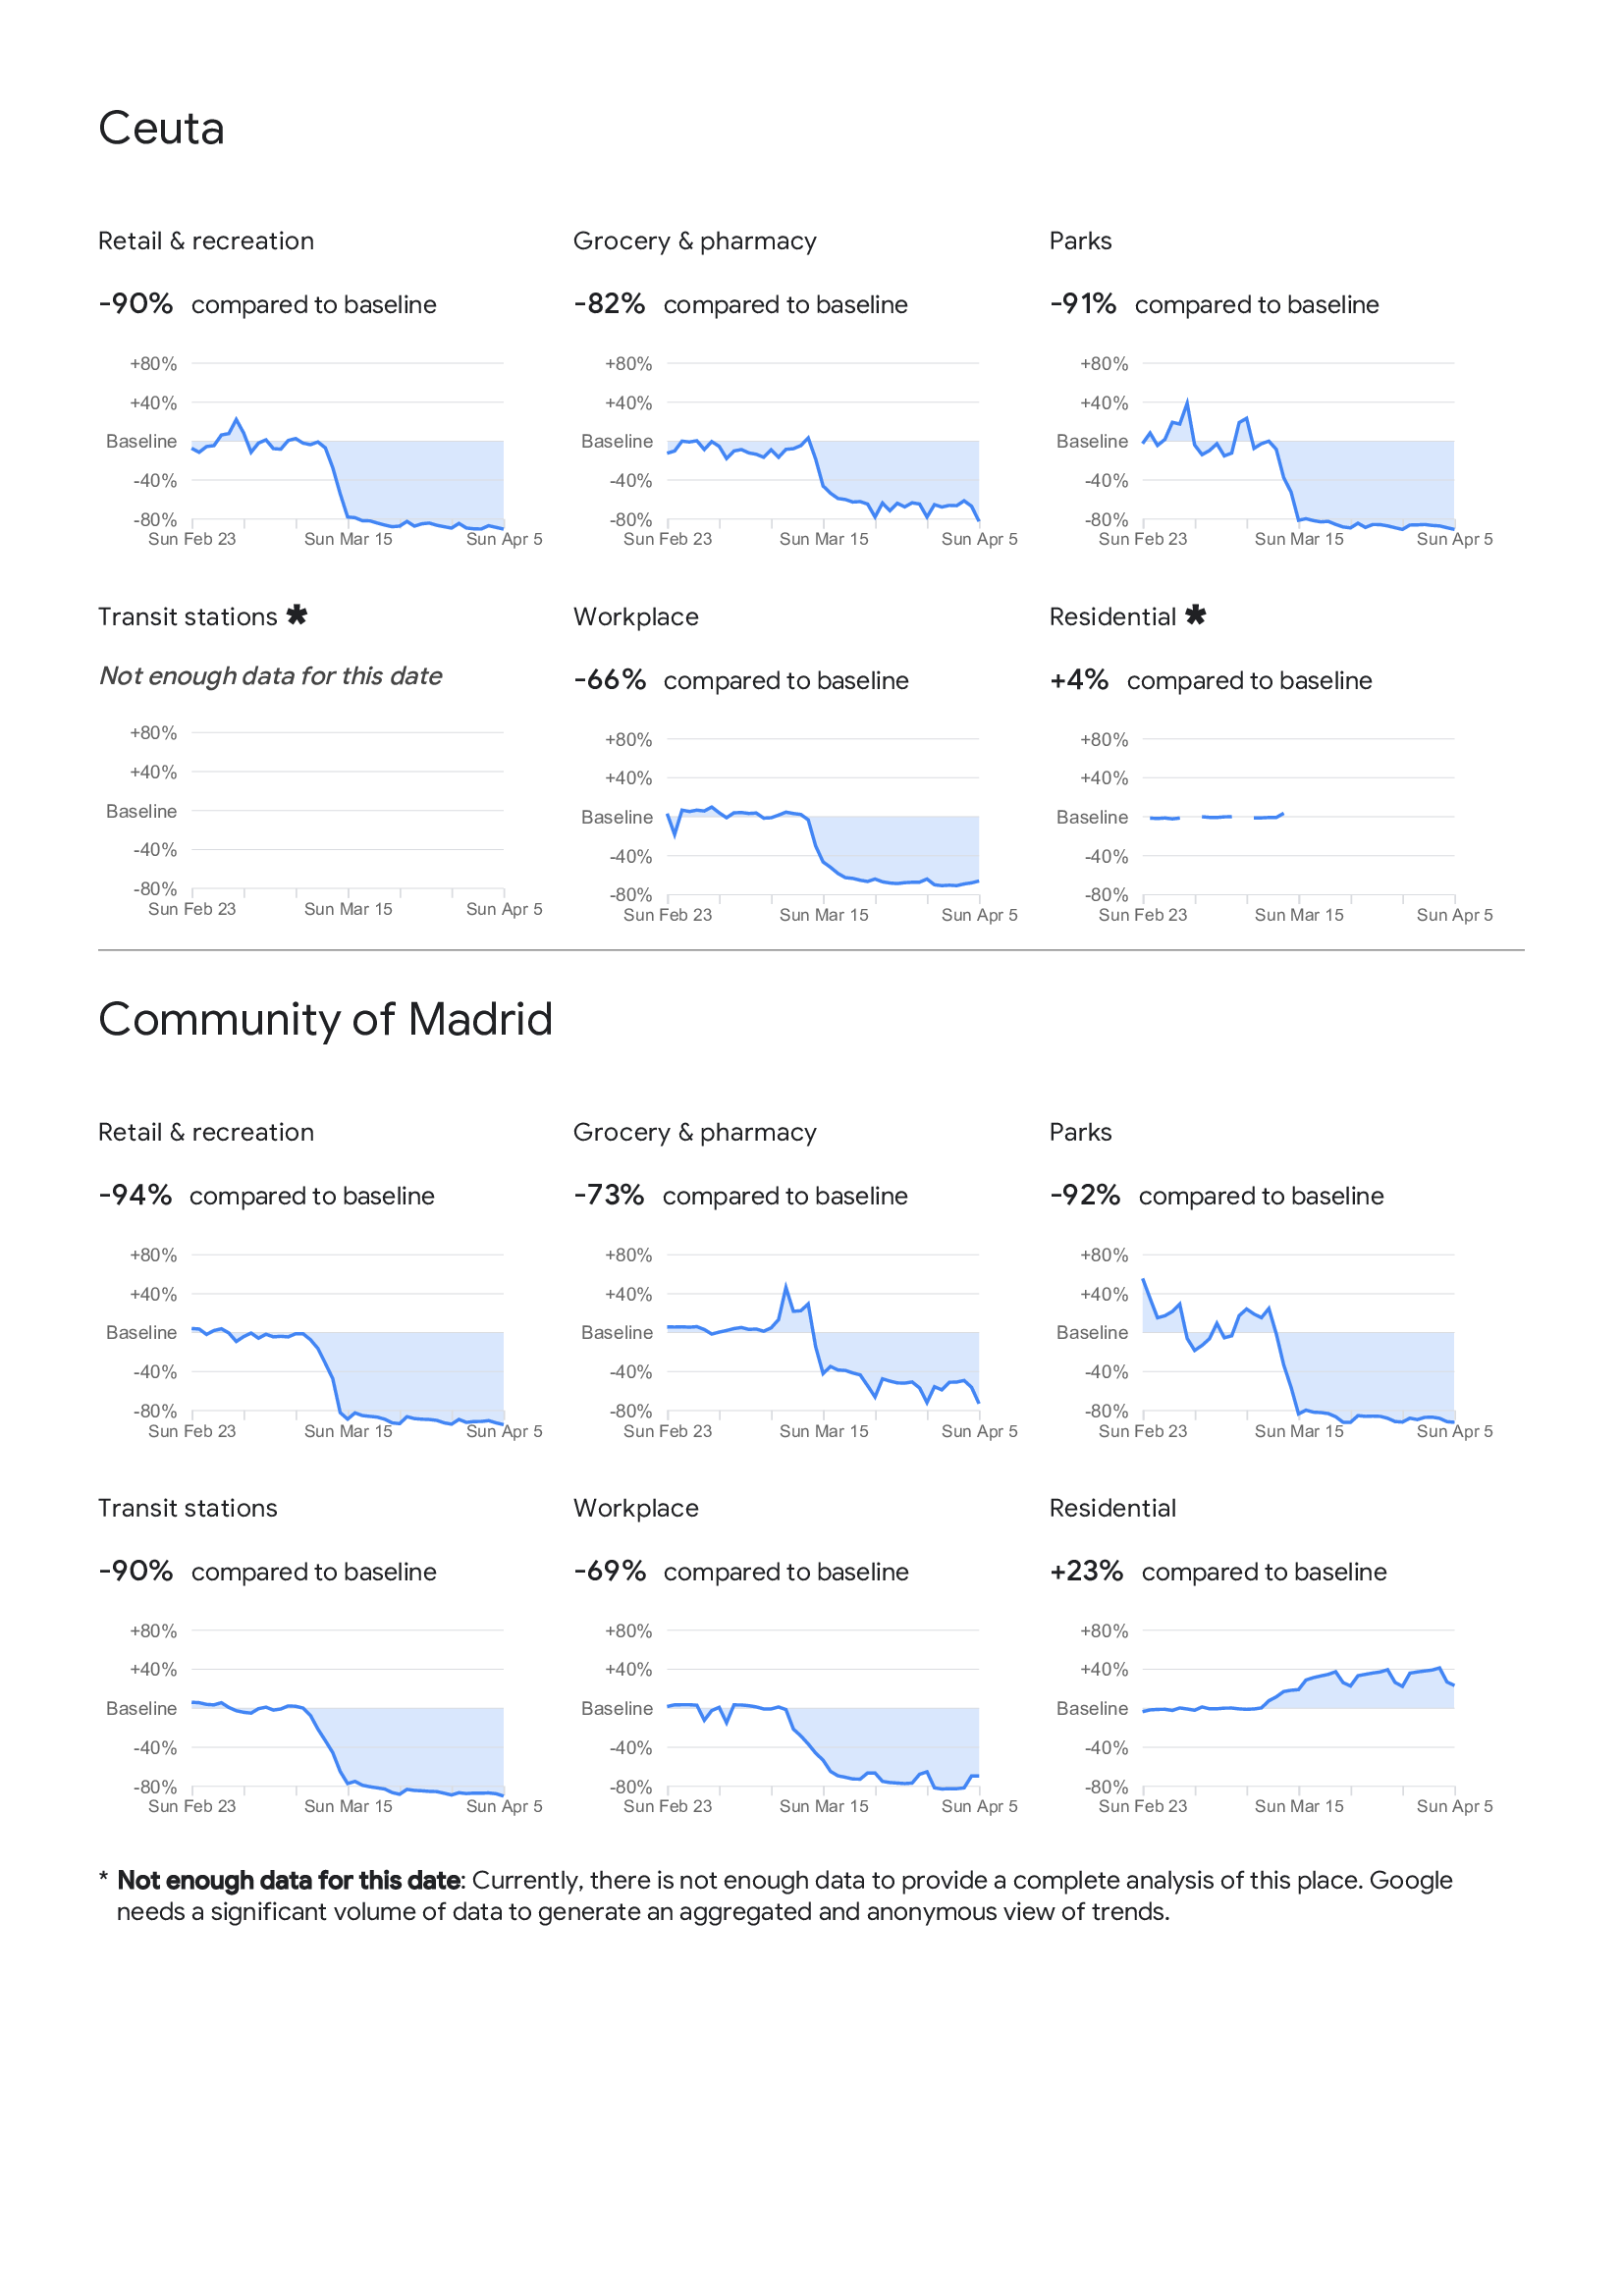 Ceuta
Retail & recreation
-90% compared to baseline
+80%
+40%
Baseline
-40%
-80%
Sun Feb 23 Sun Mar 15 Sun Apr 5
Grocery & pharmacy
-82% compared to baseline
+80%
+40%
Baseline
-40%
-80%
Sun Feb 23 Sun Mar 15 Sun Apr 5
Parks
-91% compared to baseline
+80%
+40%
Baseline
-40%
-80%
Sun Feb 23 Sun Mar 15 Sun Apr 5
Transit stations *
Not enough data for this date
+80%
+40%
Baseline
-40%
-80%
Sun Feb 23 Sun Mar 15 Sun Apr 5
Workplace
-66% compared to baseline
+80%
+40%
Baseline
-40%
-80%
Sun Feb 23 Sun Mar 15 Sun Apr 5
Residential *
+4% compared to baseline
+80%
+40%
Baseline
-40%
-80%
Sun Feb 23 Sun Mar 15 Sun Apr 5
Community of Madrid
Retail & recreation
-94% compared to baseline
+80%
+40%
Baseline
-40%
-80%
Sun Feb 23 Sun Mar 15 Sun Apr 5
Grocery & pharmacy
-73% compared to baseline
+80%
+40%
Baseline
-40%
-80%
Sun Feb 23 Sun Mar 15 Sun Apr 5
Parks
-92% compared to baseline
+80%
+40%
Baseline
-40%
-80%
Sun Feb 23 Sun Mar 15 Sun Apr 5
Transit stations
-90% compared to baseline
+80%
+40%
Baseline
-40%
-80%
Sun Feb 23 Sun Mar 15 Sun Apr 5
Workplace
-69% compared to baseline
+80%
+40%
Baseline
-40%
-80%
Sun Feb 23 Sun Mar 15 Sun Apr 5
Residential
+23% compared to baseline
+80%
+40%
Baseline
-40%
-80%
Sun Feb 23 Sun Mar 15 Sun Apr 5
* Not enough data for this date: Currently, there is not enough data to provide a complete analysis of this place. Google
needs a significant volume of data to generate an aggregated and anonymous view of trends.